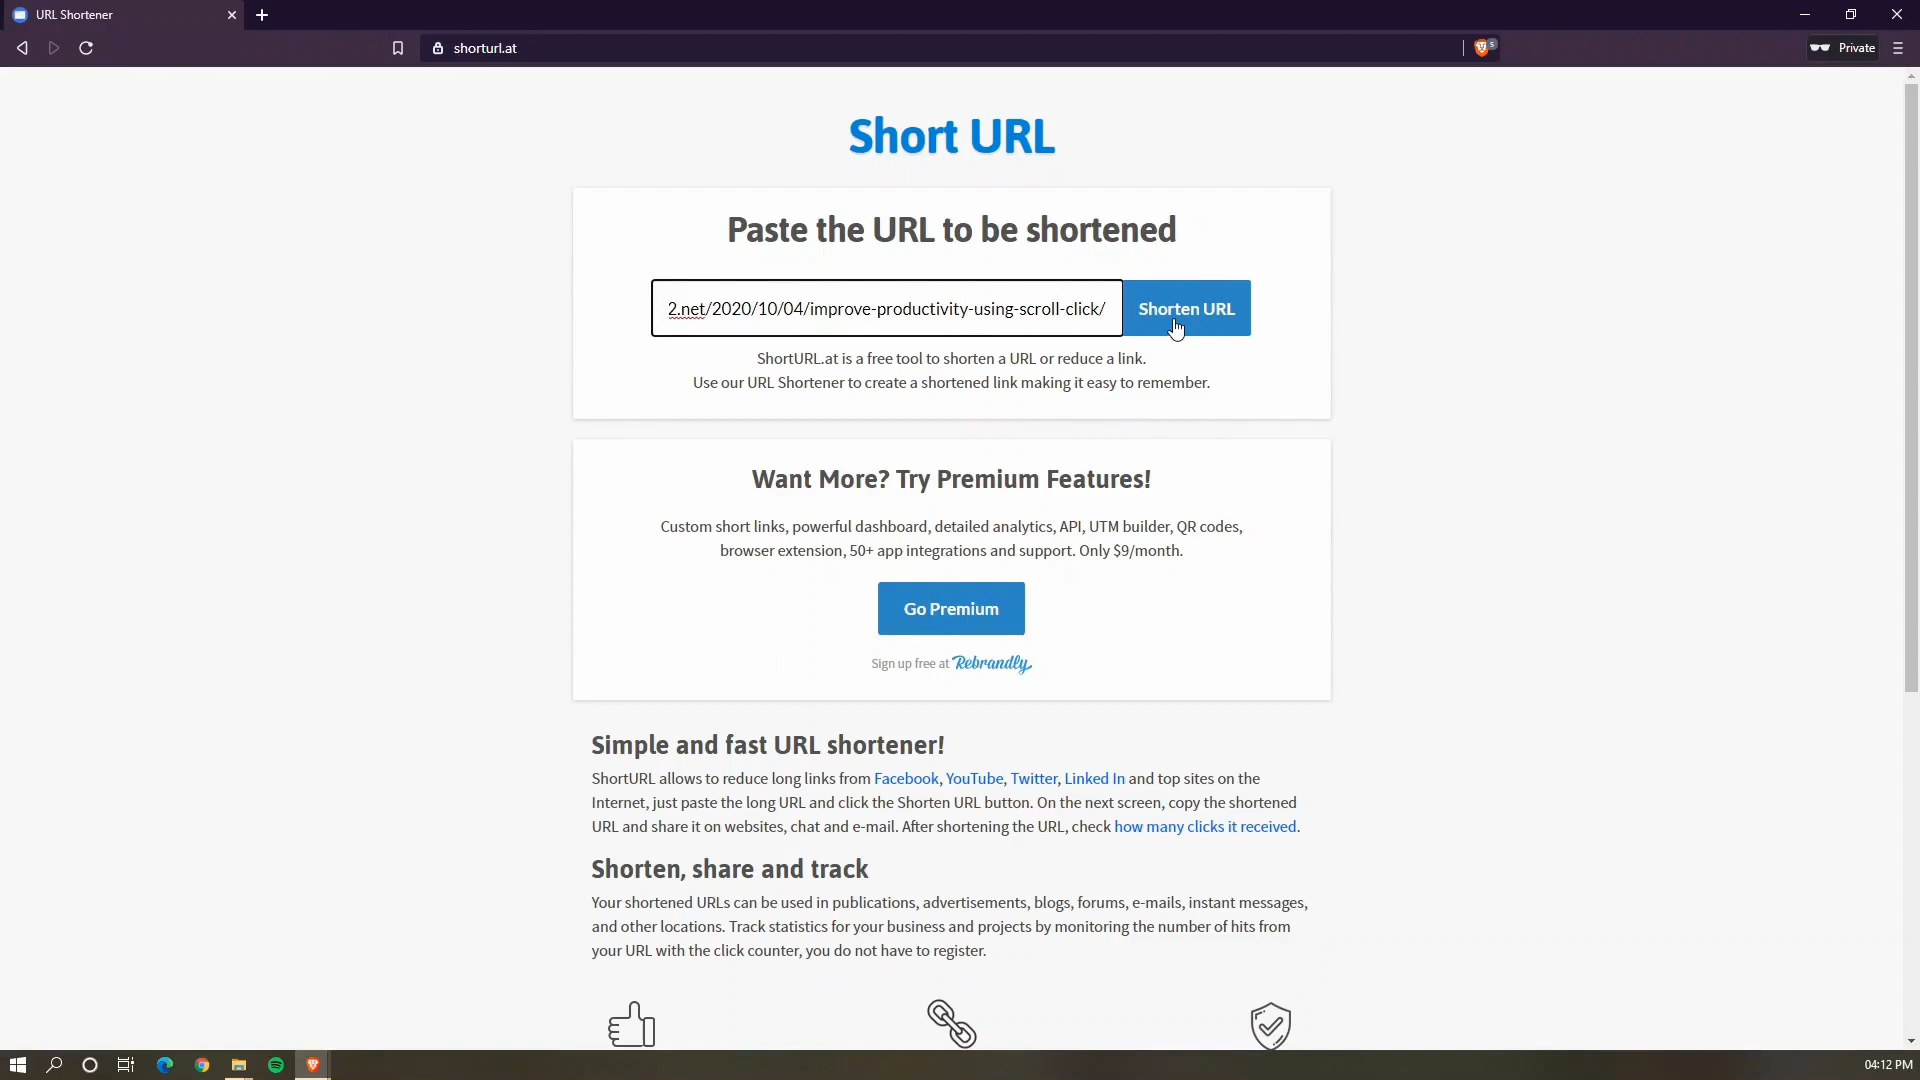 URL Shortener
shorturl.at
5
Private
Short URL
Paste the URL to be shortened
2.net/2020/10/04/improve-productivity-using-scroll-click/
Shorten URL
ShortURL.at is a free tool to shorten a URL or reduce a link.
Use our URL Shortener to create a shortened link making it easy to remember.
Want More? Try Premium Features!
Custom short links, powerful dashboard, detailed analytics, API, UTM builder, QR codes,
browser extension, 50+ app integrations and support. Only $9/month.
Go Premium
Sign up free at Rebrandly
Simple and fast URL shortener!
ShortURL allows to reduce long links from Facebook, YouTube, Twitter, Linked In and top sites on the
Internet, just paste the long URL and click the Shorten URL button. On the next screen, copy the shortened
URL and share it on websites, chat and e-mail. After shortening the URL, check how many clicks it received.
Shorten, share and track
Your shortened URLs can be used in publications, advertisements, blogs, forums, e-mails, instant messages,
and other locations. Track statistics for your business and projects by monitoring the number of hits from
your URL with the click counter, you do not have to register.
04:12 PM